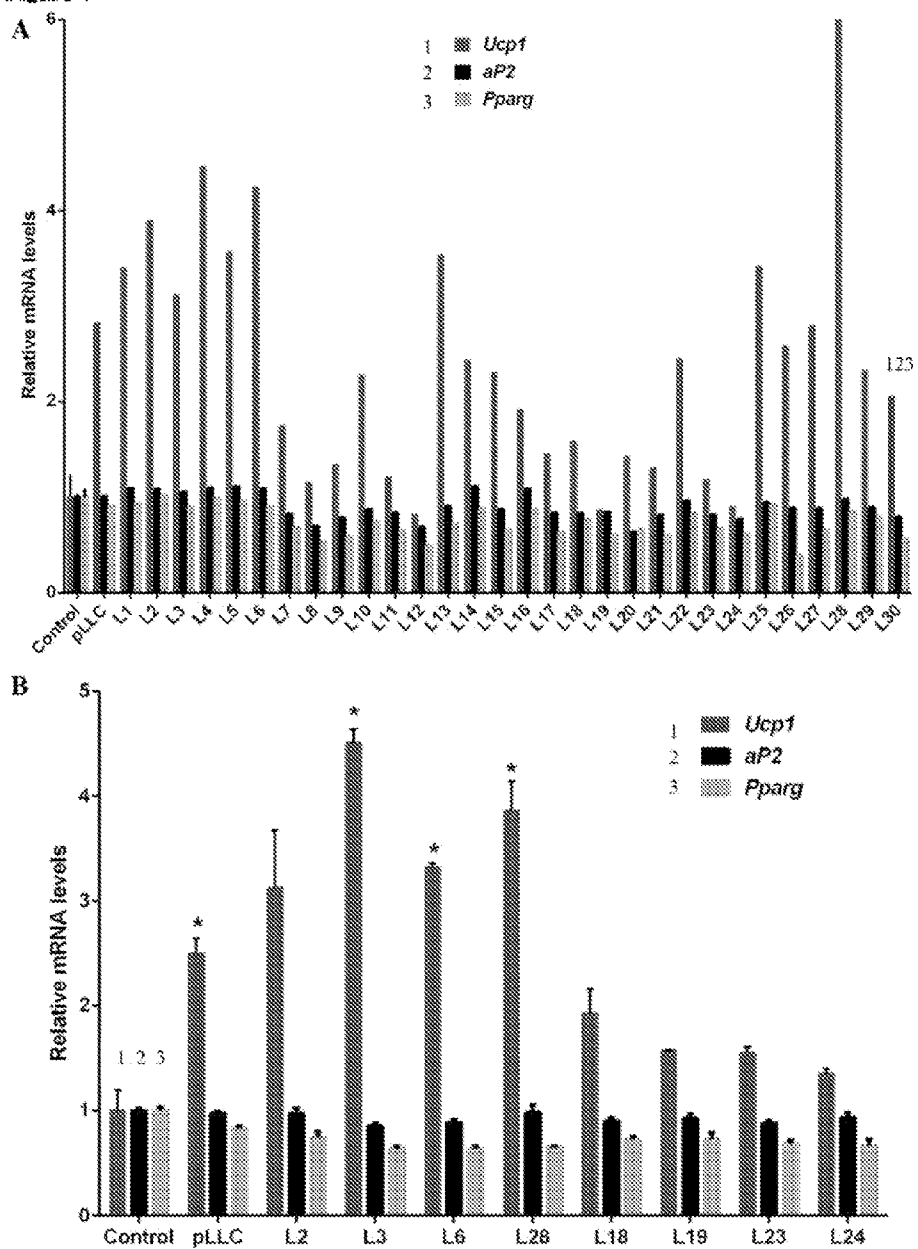 A
6
1 Ucp1
2 aP2
3 Pparg
Relative mRNA levels
4
2
123
0
Control pLLC L1 L2 L3 L4 L5 L6 L7 L8 L9 L10 L11 L12 L13 L14 L15 L16 L17 L18 L19 L20 L21 L22 L23 L24 L25 L26 L27 L28 L29 L30
B
5
1 Ucp1
2 aP2
3 Pparg
* * * *
4
Relative mRNA levels
3
2
1 2 3
1
0
Control pLLC L2 L3 L6 L28 L18 L19 L23 L24